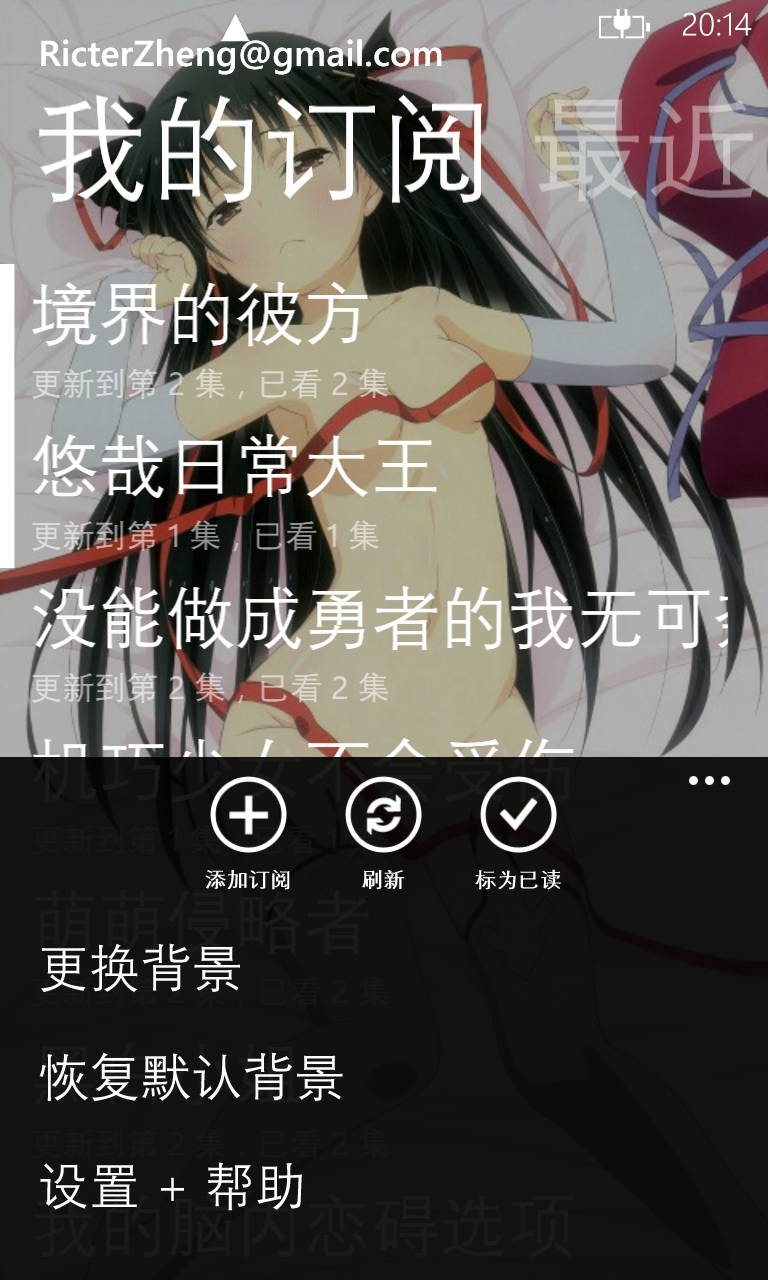 20:14
RicterZheng@gmail.com
我的订阅 最近
境界的彼方
更新到第 2 集，已看 2 集
悠哉日常大王
更新到第 1 集，已看 1 集
没能做成勇者的我无可
更新到第 2 集，已看 2 集
机巧少女不会受伤
更新到第 1 集，已看 1
添加订阅 刷新 标为已读
萌萌侵略者
更换背景
2 集
恢复默认背景
更新到第 2 集，已看 2 集
设置 + 帮助
我的脑内恋碍选项